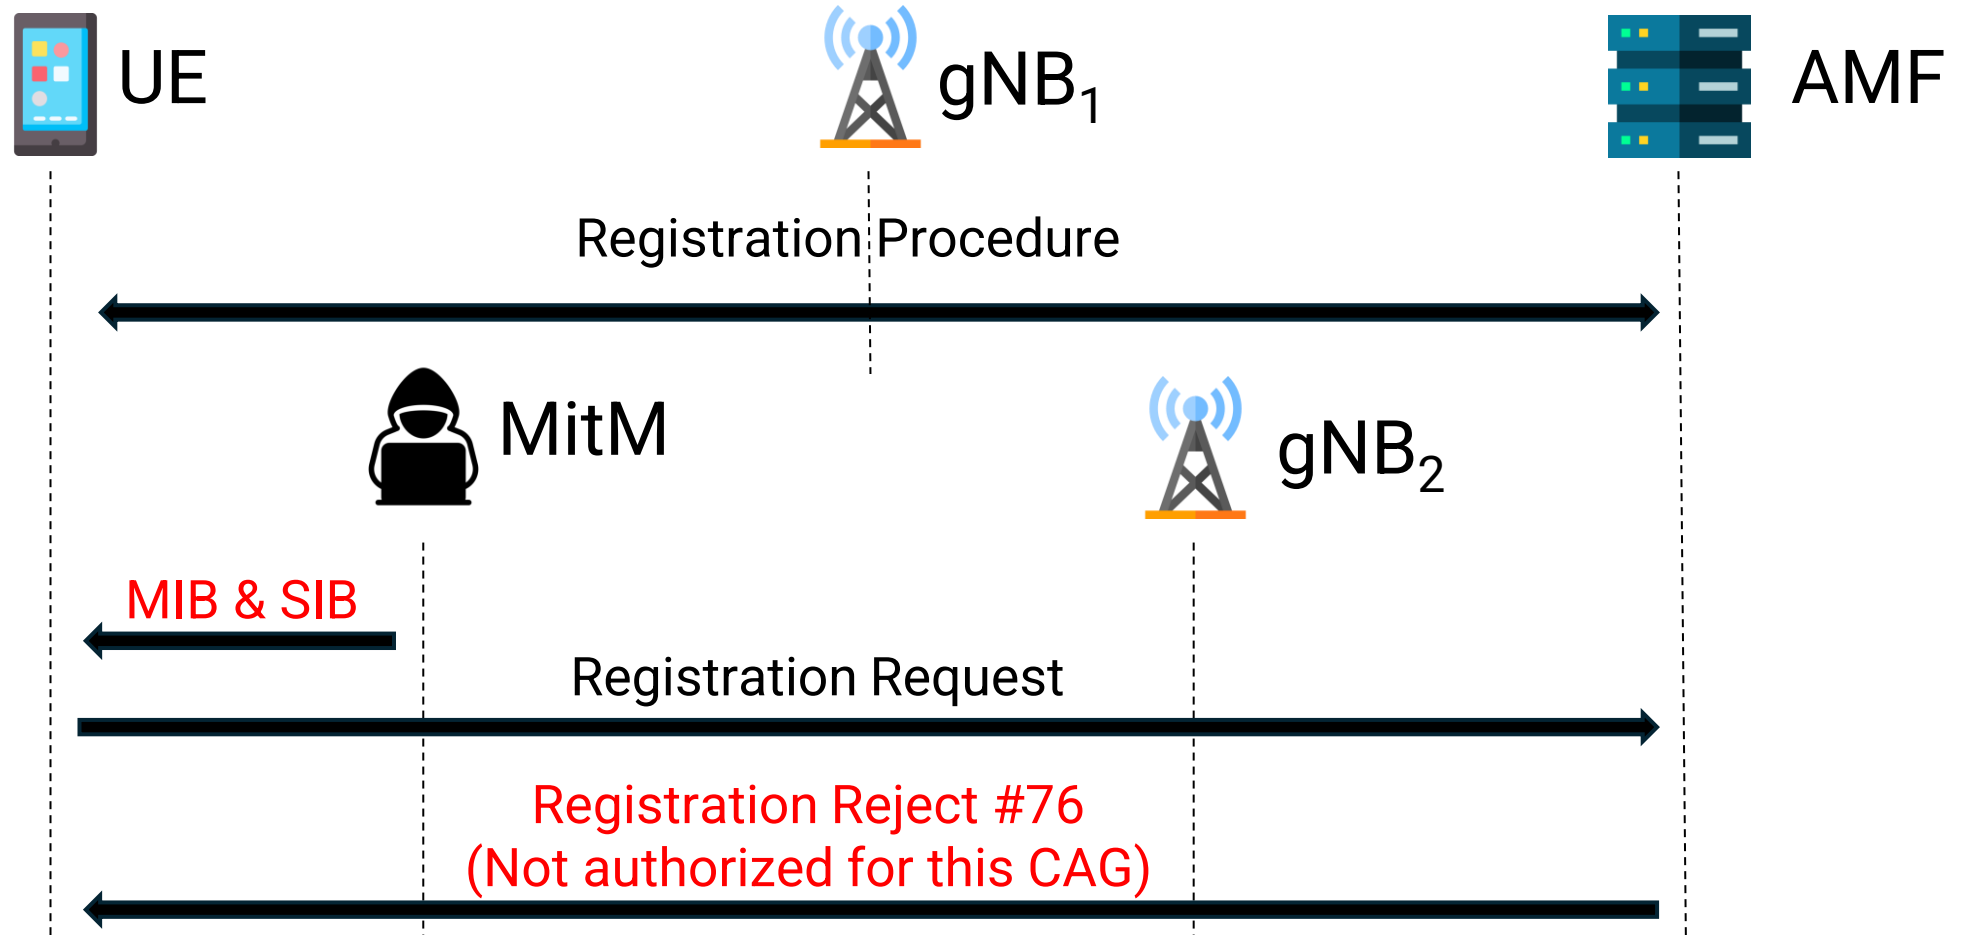 UE
gNB1
AMF
Registration Procedure
MitM
gNB2
MIB & SIB
Registration Request
Registration Reject #76
(Not authorized for this CAG)